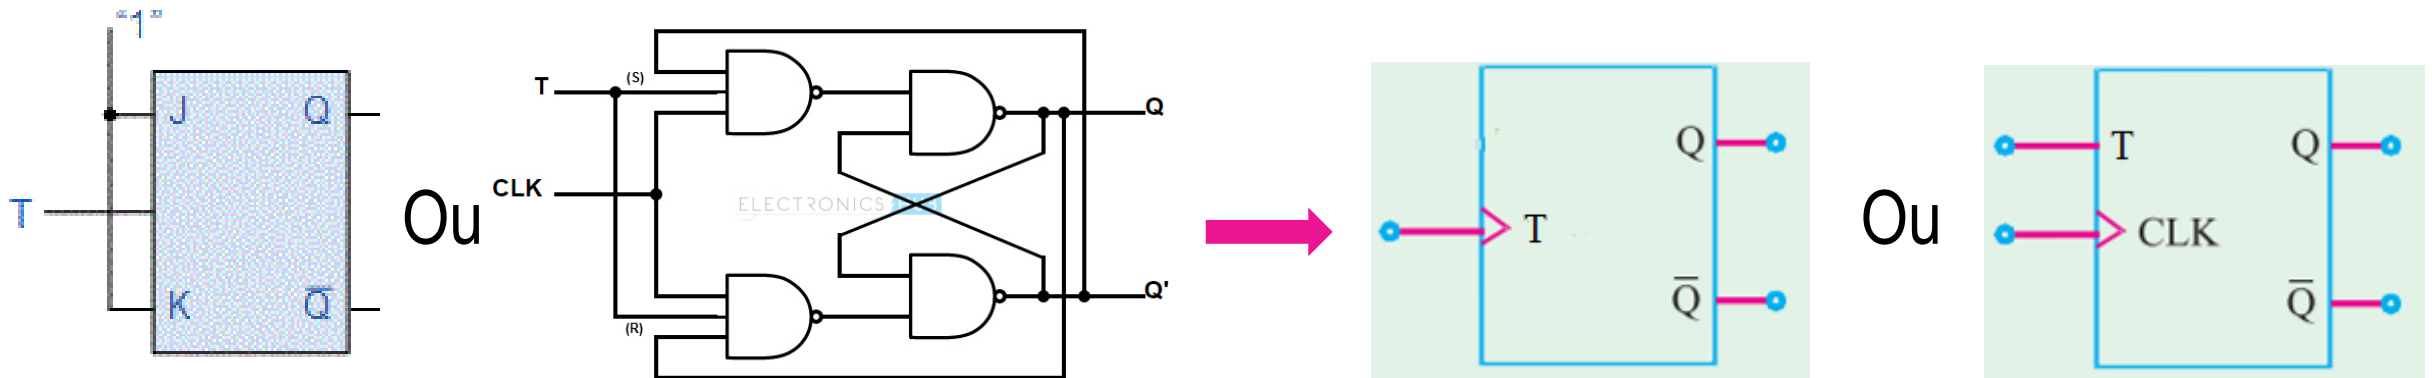 “1”
J Q
T
K Q̅
Ou
T (S)
Q
CLK
ELECTRONICS
(R)
Q'
Q
T
Q̅
Ou
T Q
CLK
Q̅